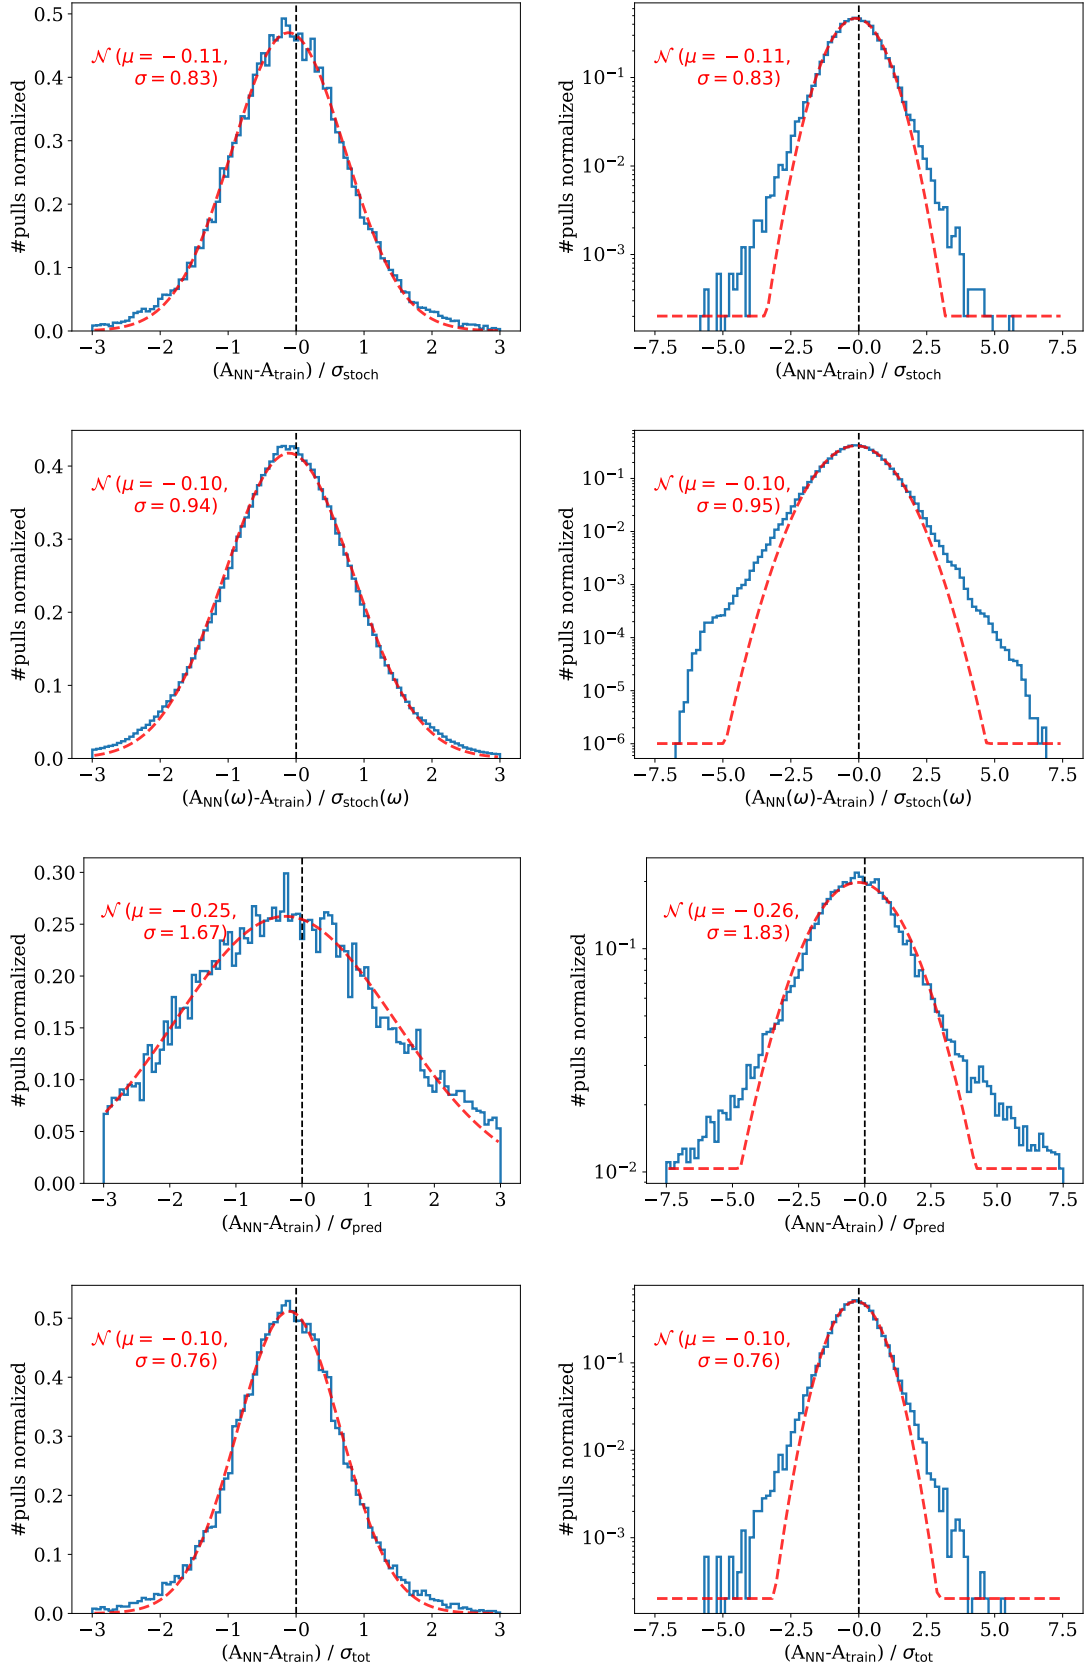 0.5
0.4
0.3
0.2
0.1
0.0
#pulls normalized
𝒩 (μ = −0.11,
σ = 0.83)
−3 −2 −1 −0 1 2 3
(A_NN-A_train) / σ_stoch
10⁻¹
10⁻²
10⁻³
#pulls normalized
𝒩 (μ = −0.11,
σ = 0.83)
−7.5 −5.0 −2.5 −0.0 2.5 5.0 7.5
(A_NN-A_train) / σ_stoch
0.4
0.3
0.2
0.1
0.0
#pulls normalized
𝒩 (μ = −0.10,
σ = 0.94)
−3 −2 −1 −0 1 2 3
(A_NN(ω)-A_train) / σ_stoch(ω)
10⁻¹
10⁻²
10⁻³
10⁻⁴
10⁻⁵
10⁻⁶
#pulls normalized
𝒩 (μ = −0.10,
σ = 0.95)
−7.5 −5.0 −2.5 −0.0 2.5 5.0 7.5
(A_NN(ω)-A_train) / σ_stoch(ω)
0.30
0.25
0.20
0.15
0.10
0.05
0.00
#pulls normalized
𝒩 (μ = −0.25,
σ = 1.67)
−3 −2 −1 −0 1 2 3
(A_NN-A_train) / σ_pred
10⁻¹
10⁻²
#pulls normalized
𝒩 (μ = −0.26,
σ = 1.83)
−7.5 −5.0 −2.5 −0.0 2.5 5.0 7.5
(A_NN-A_train) / σ_pred
0.5
0.4
0.3
0.2
0.1
0.0
#pulls normalized
𝒩 (μ = −0.10,
σ = 0.76)
−3 −2 −1 −0 1 2 3
(A_NN-A_train) / σ_tot
10⁻¹
10⁻²
10⁻³
#pulls normalized
𝒩 (μ = −0.10,
σ = 0.76)
−7.5 −5.0 −2.5 −0.0 2.5 5.0 7.5
(A_NN-A_train) / σ_tot